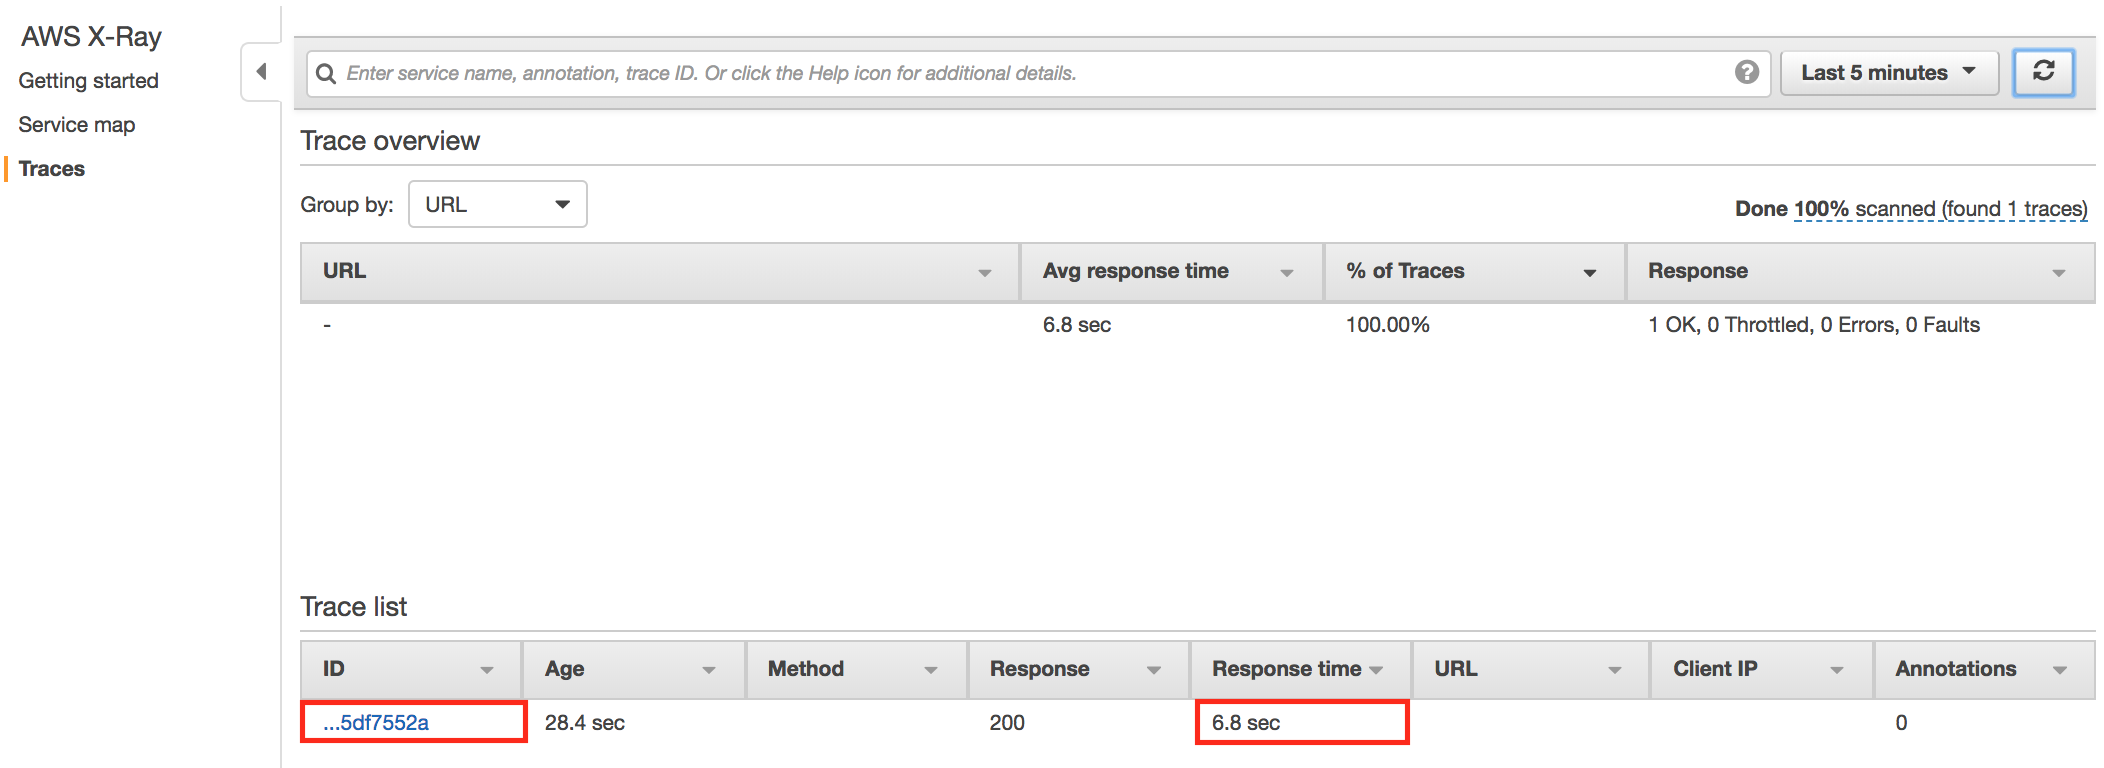 AWS X-Ray
Getting started
Service map
Traces
Enter service name, annotation, trace ID. Or click the Help icon for additional details.
?
Last 5 minutes
Trace overview
Group by: URL
Done 100% scanned (found 1 traces)
URL Avg response time % of Traces Response
- 6.8 sec 100.00% 1 OK, 0 Throttled, 0 Errors, 0 Faults
Trace list
ID Age Method Response Response time URL Client IP Annotations
...5df7552a 28.4 sec 200 6.8 sec 0